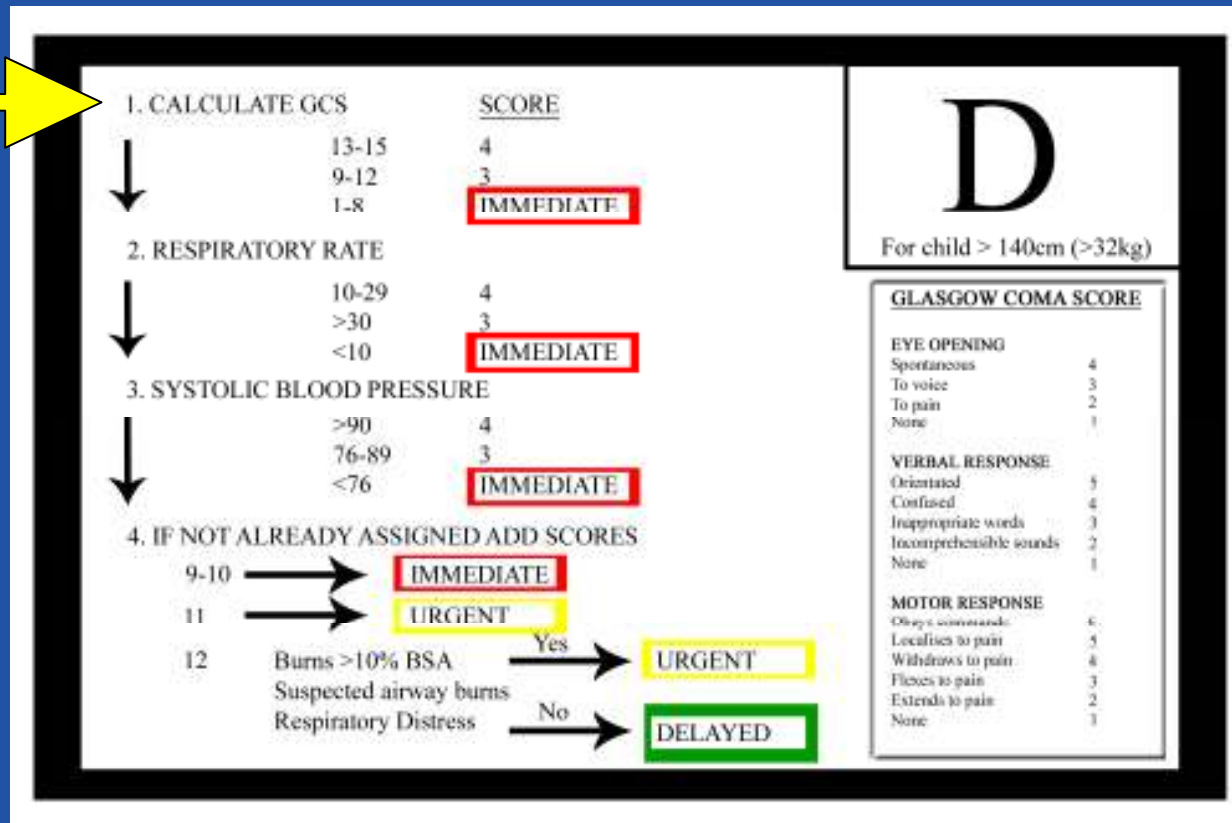 1. CALCULATE GCS SCORE
13-15 4
9-12 3
1-8 IMMEDIATE
2. RESPIRATORY RATE
10-29 4
>30 3
<10 IMMEDIATE
3. SYSTOLIC BLOOD PRESSURE
>90 4
76-89 3
<76 IMMEDIATE
4. IF NOT ALREADY ASSIGNED ADD SCORES
9-10 IMMEDIATE
11 URGENT
12 Burns >10% BSA Yes URGENT
Suspected airway burns
Respiratory Distress No DELAYED
D
For child > 140cm (>32kg)
GLASGOW COMA SCORE
EYE OPENING
Spontaneous 4
To voice 3
To pain 2
None 1
VERBAL RESPONSE
Orientated 5
Confused 4
Inappropriate words 3
Incomprehensible sounds 2
None 1
MOTOR RESPONSE
Obeys commands 6
Localises to pain 5
Withdraws to pain 4
Flexes to pain 3
Extends to pain 2
None 1